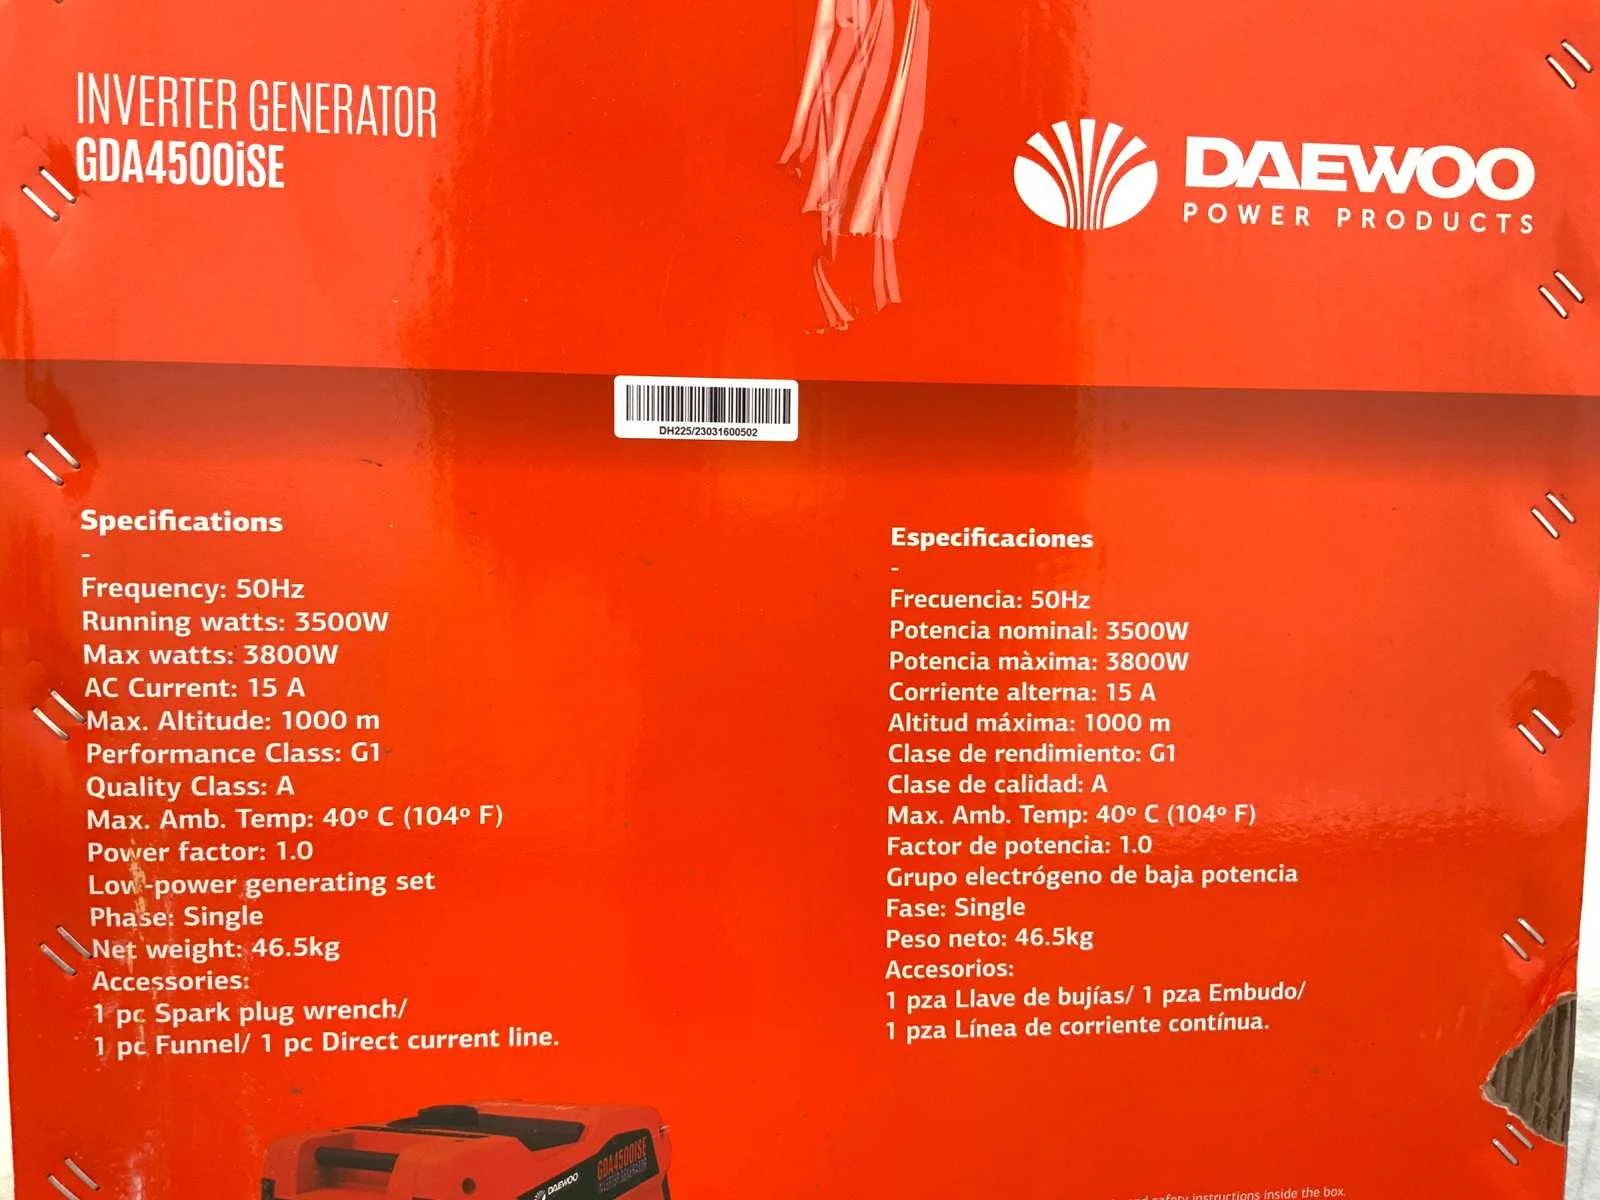 INVERTER GENERATOR
GDA4500iSE
DAEWOO
POWER PRODUCTS
DH225/23031600502
Specifications
-
Frequency: 50Hz
Running watts: 3500W
Max watts: 3800W
AC Current: 15 A
Max. Altitude: 1000 m
Performance Class: G1
Quality Class: A
Max. Amb. Temp: 40º C (104º F)
Power factor: 1.0
Low-power generating set
Phase: Single
Net weight: 46.5kg
Accessories:
1 pc Spark plug wrench/
1 pc Funnel/ 1 pc Direct current line.
Especificaciones
-
Frecuencia: 50Hz
Potencia nominal: 3500W
Potencia màxima: 3800W
Corriente alterna: 15 A
Altitud máxima: 1000 m
Clase de rendimiento: G1
Clase de calidad: A
Max. Amb. Temp: 40º C (104º F)
Factor de potencia: 1.0
Grupo electrógeno de baja potencia
Fase: Single
Peso neto: 46.5kg
Accesorios:
1 pza Llave de bujías/ 1 pza Embudo/
1 pza Línea de corriente contínua.
GDA4500iSE
INVERTER GENERATOR
DAEWOO
and safety instructions inside the box.